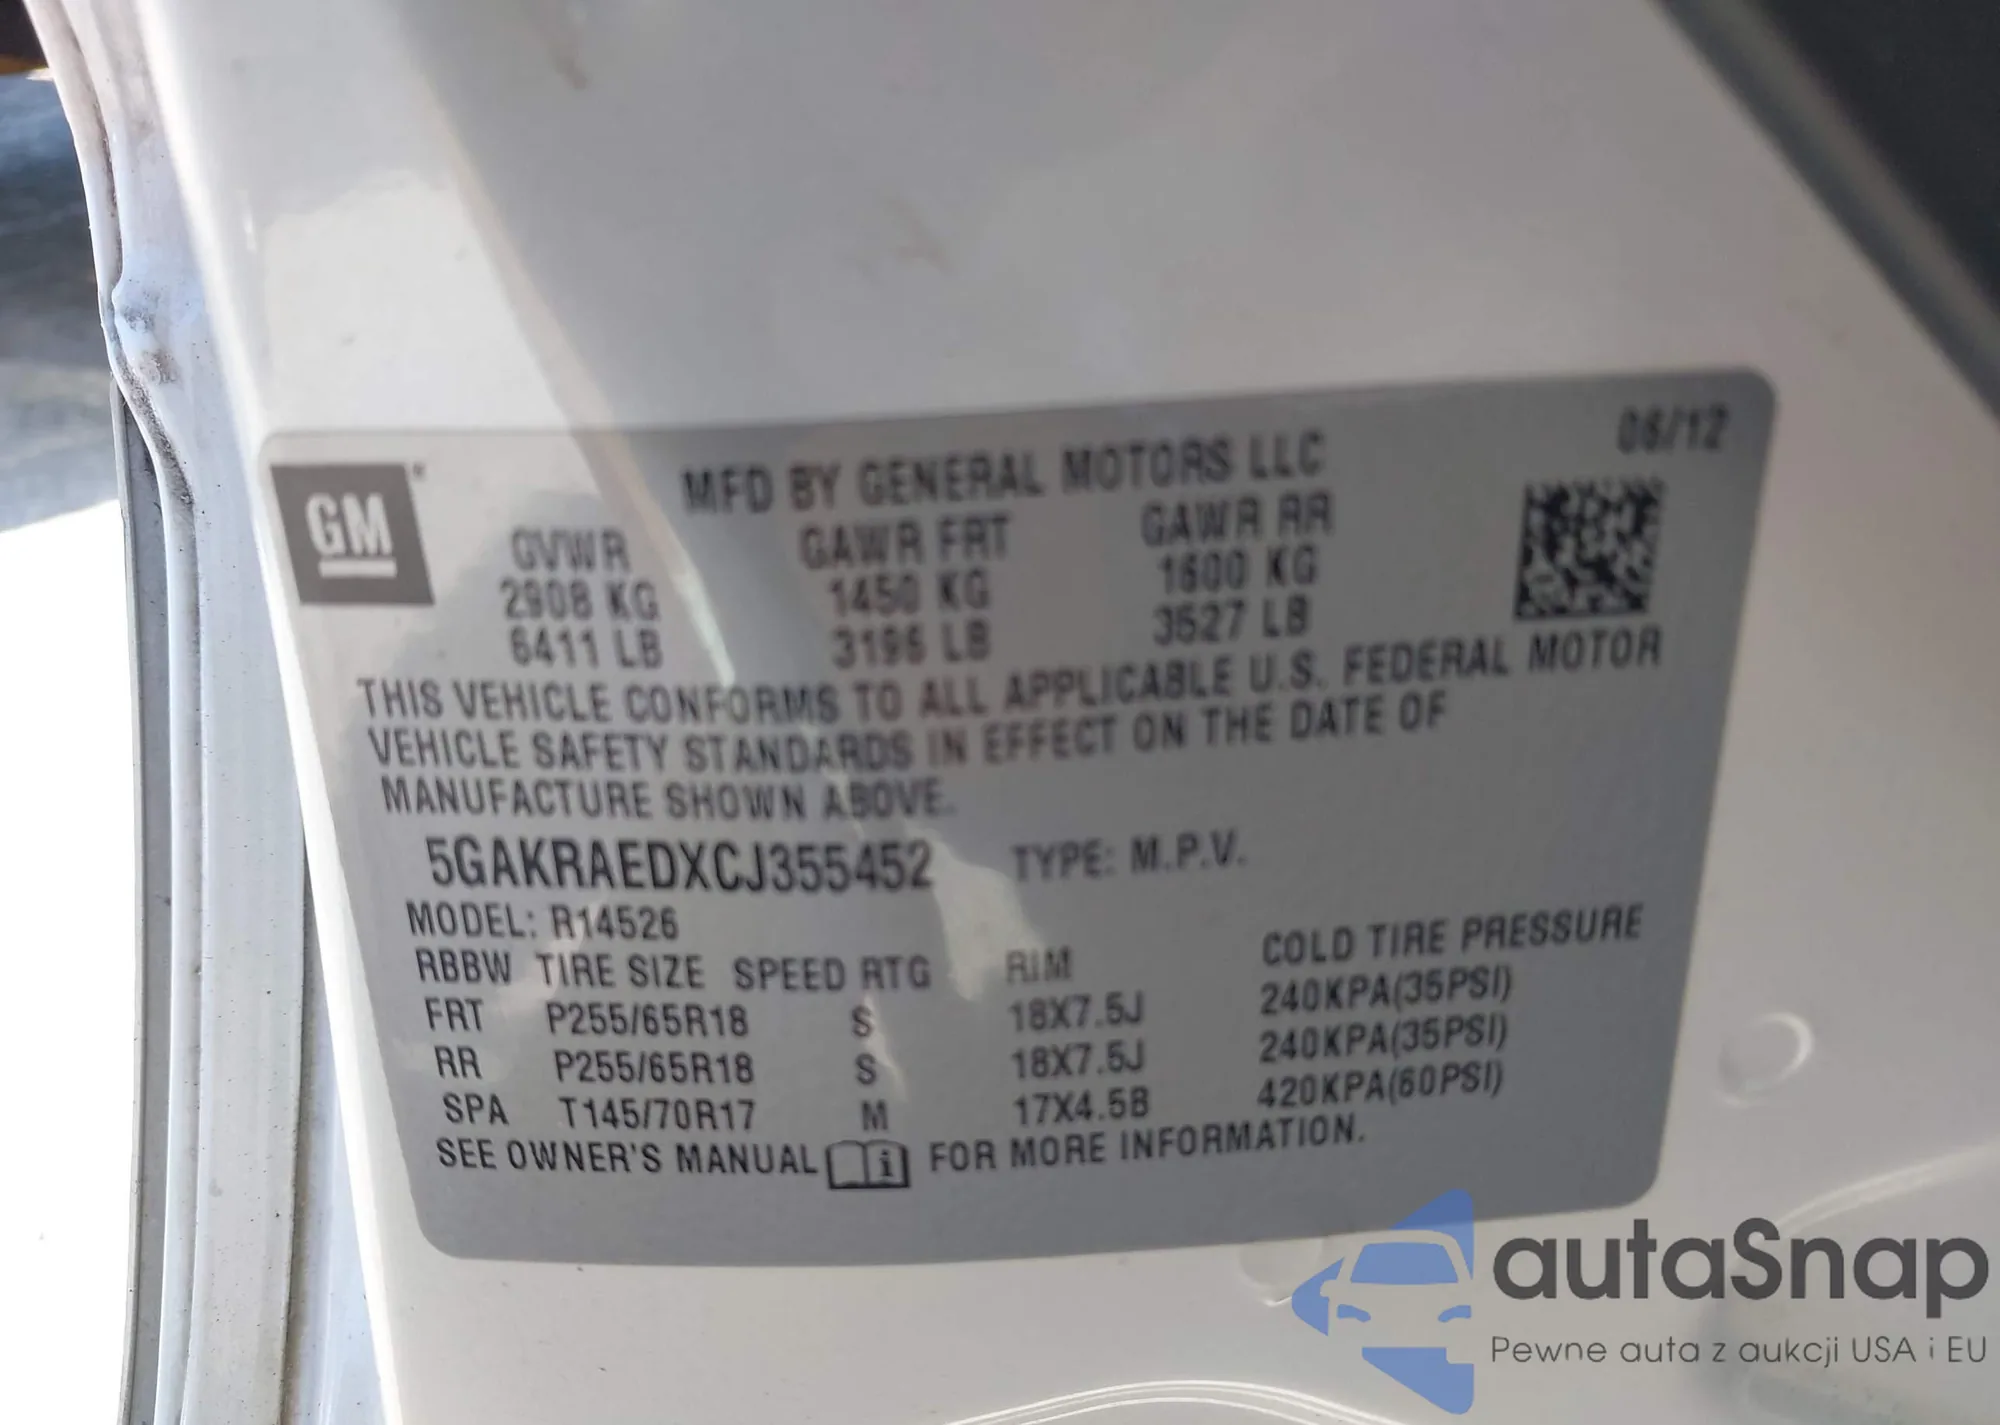 GM
MFD BY GENERAL MOTORS LLC
06/12
GVWR GAWR FRT GAWR RR
2908 KG 1450 KG 1600 KG
6411 LB 3196 LB 3527 LB
THIS VEHICLE CONFORMS TO ALL APPLICABLE U.S. FEDERAL MOTOR
VEHICLE SAFETY STANDARDS IN EFFECT ON THE DATE OF
MANUFACTURE SHOWN ABOVE.
5GAKRAEDXCJ355452 TYPE: M.P.V.
MODEL: R14526
RBBW TIRE SIZE SPEED RTG RIM COLD TIRE PRESSURE
FRT P255/65R18 S 18X7.5J 240KPA(35PSI)
RR P255/65R18 S 18X7.5J 240KPA(35PSI)
SPA T145/70R17 M 17X4.5B 420KPA(60PSI)
SEE OWNER'S MANUAL i FOR MORE INFORMATION.
autaSnap
Pewne auta z aukcji USA i EU